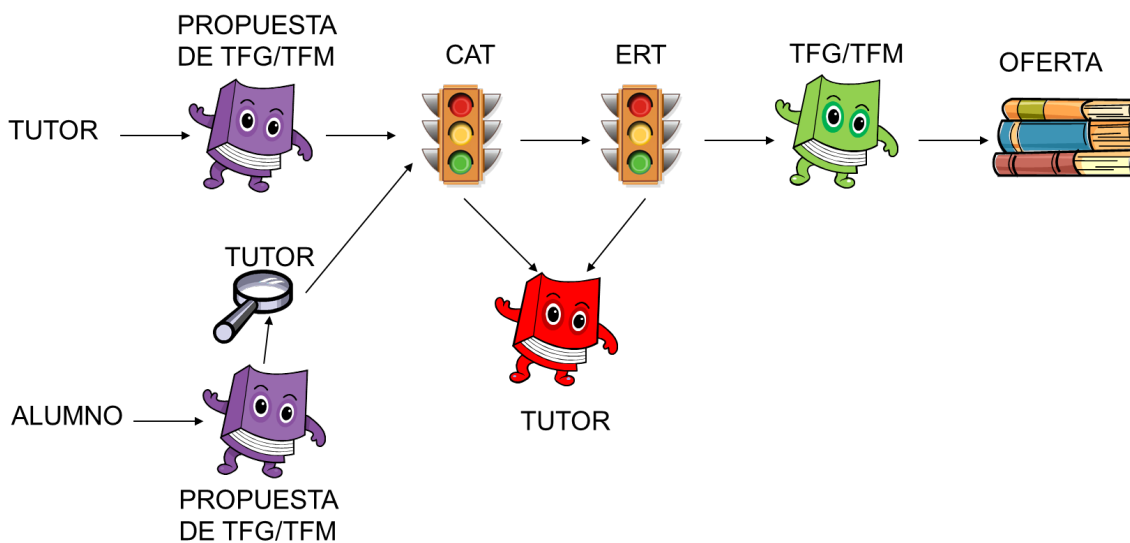 PROPUESTA
DE TFG/TFM
CAT
ERT
TFG/TFM
OFERTA
TUTOR
TUTOR
ALUMNO
TUTOR
PROPUESTA
DE TFG/TFM